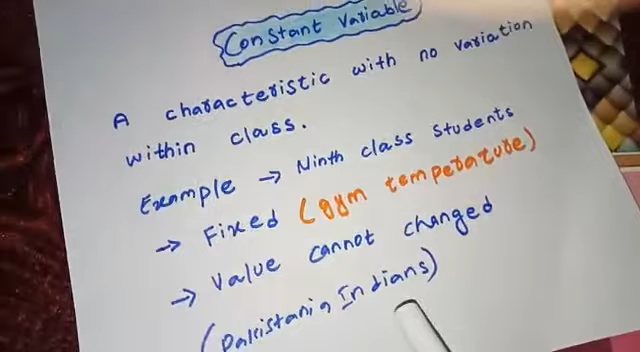 Constant Variable
A characteristic with no variation
within class.
Example → Ninth class students
→ Fixed (gym temperature)
→ Value cannot changed
(Pakistani, Indians)